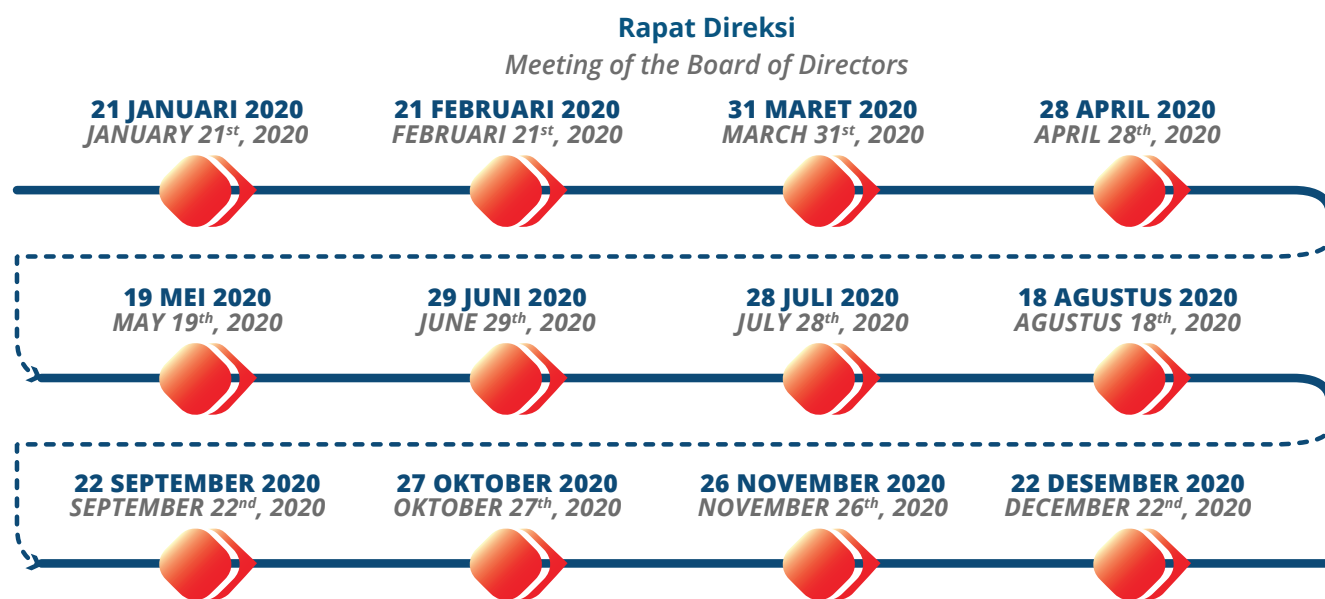 Rapat Direksi
Meeting of the Board of Directors
21 JANUARI 2020
JANUARY 21st, 2020
21 FEBRUARI 2020
FEBRUARI 21st, 2020
31 MARET 2020
MARCH 31st, 2020
28 APRIL 2020
APRIL 28th, 2020
19 MEI 2020
MAY 19th, 2020
29 JUNI 2020
JUNE 29th, 2020
28 JULI 2020
JULY 28th, 2020
18 AGUSTUS 2020
AGUSTUS 18th, 2020
22 SEPTEMBER 2020
SEPTEMBER 22nd, 2020
27 OKTOBER 2020
OKTOBER 27th, 2020
26 NOVEMBER 2020
NOVEMBER 26th, 2020
22 DESEMBER 2020
DECEMBER 22nd, 2020